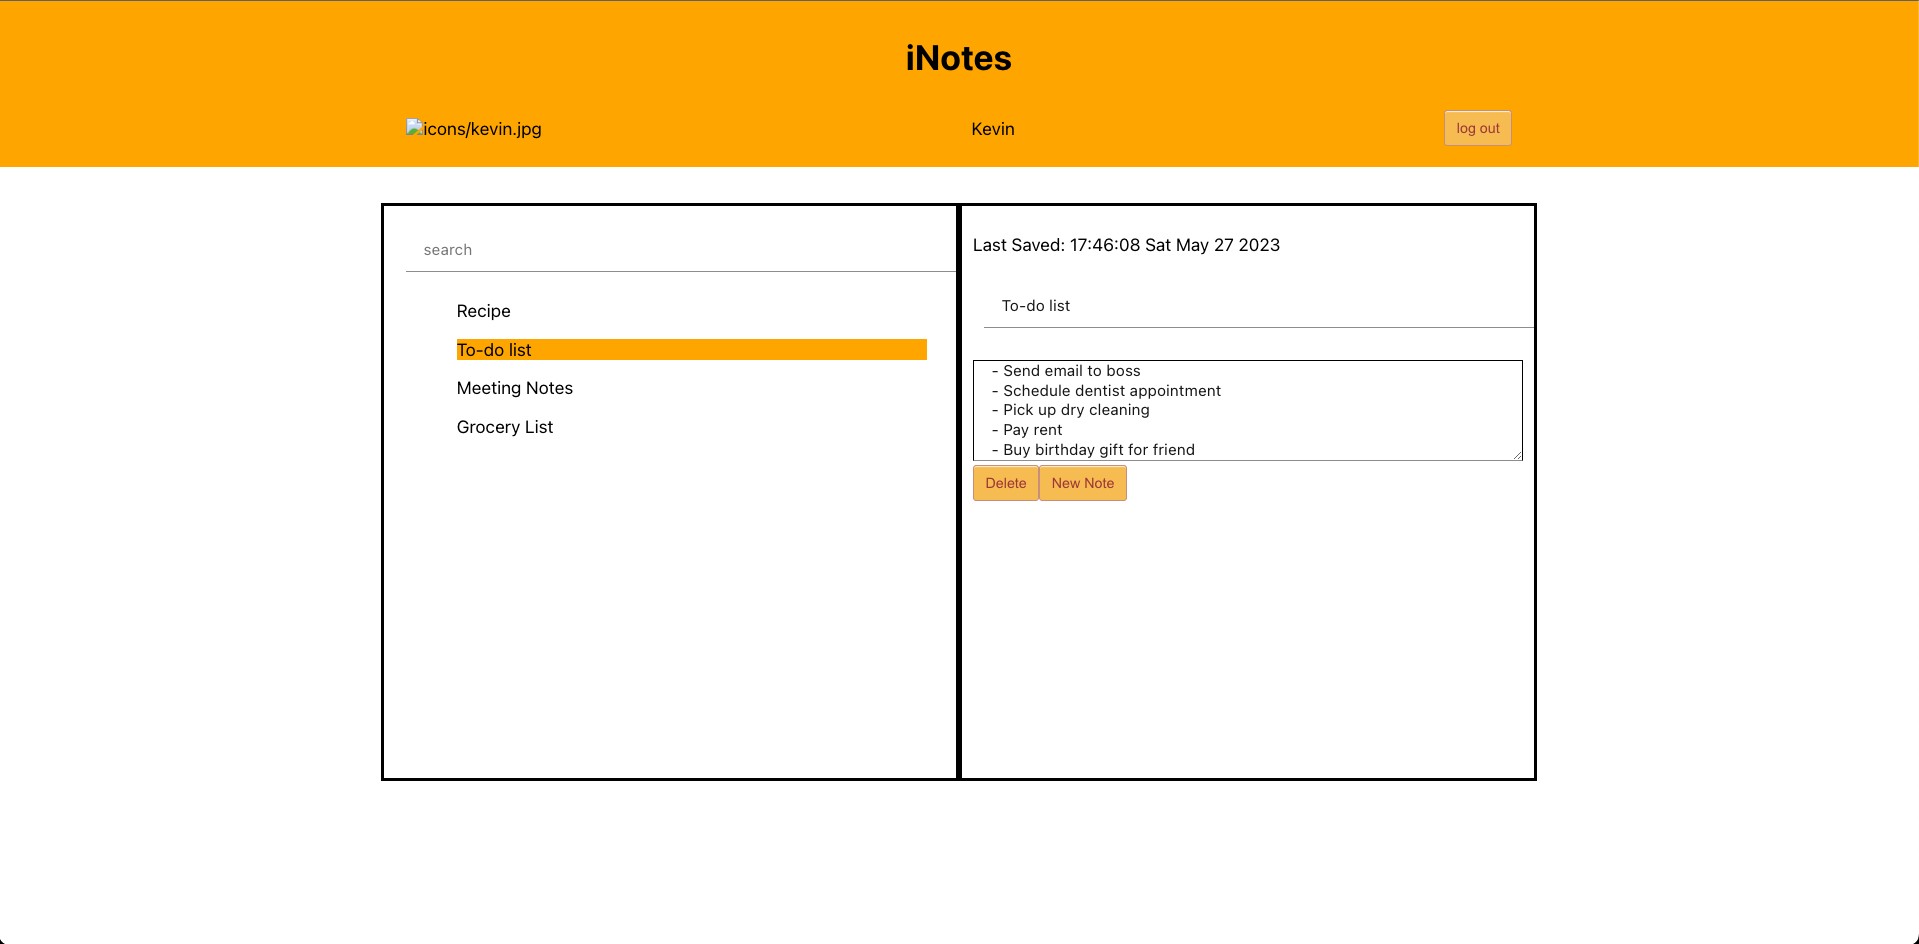 iNotes
icons/kevin.jpg
Kevin
log out
search
Recipe
To-do list
Meeting Notes
Grocery List
Last Saved: 17:46:08 Sat May 27 2023
To-do list
- Send email to boss
- Schedule dentist appointment
- Pick up dry cleaning
- Pay rent
- Buy birthday gift for friend
Delete
New Note